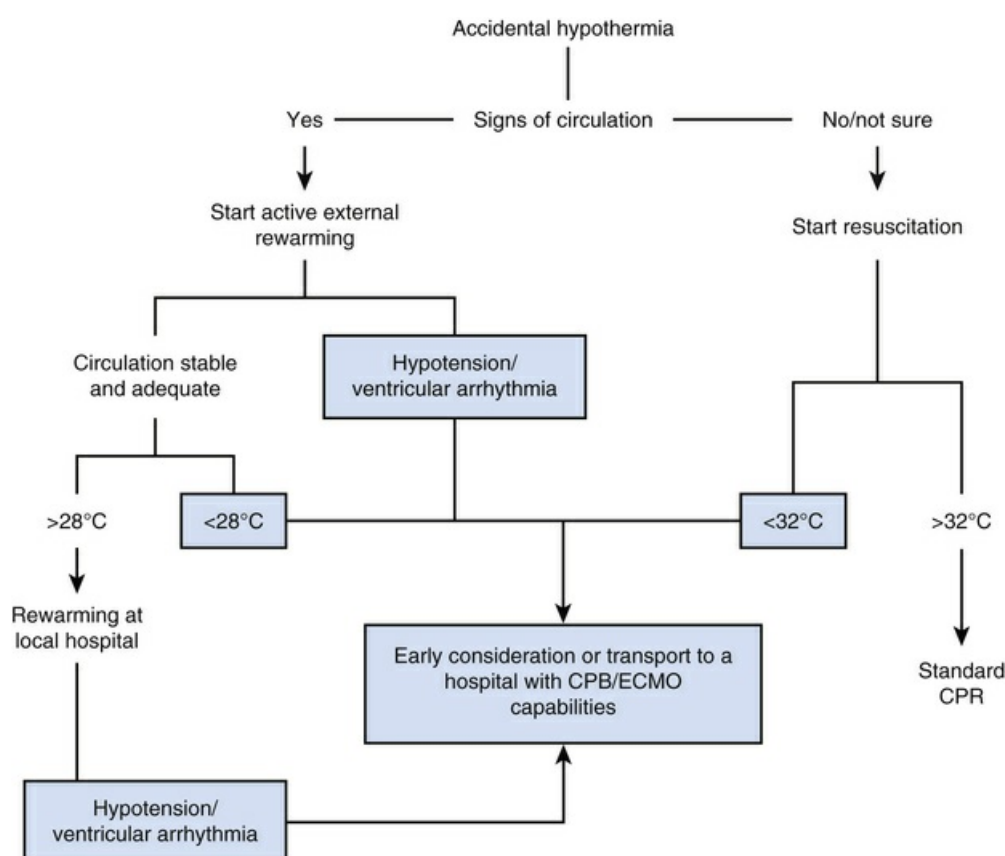 Accidental hypothermia
Yes
Signs of circulation
No/not sure
Start active external
rewarming
Start resuscitation
Circulation stable
and adequate
Hypotension/
ventricular arrhythmia
>28°C
<28°C
<32°C
>32°C
Rewarming at
local hospital
Early consideration or transport to a
hospital with CPB/ECMO
capabilities
Standard
CPR
Hypotension/
ventricular arrhythmia